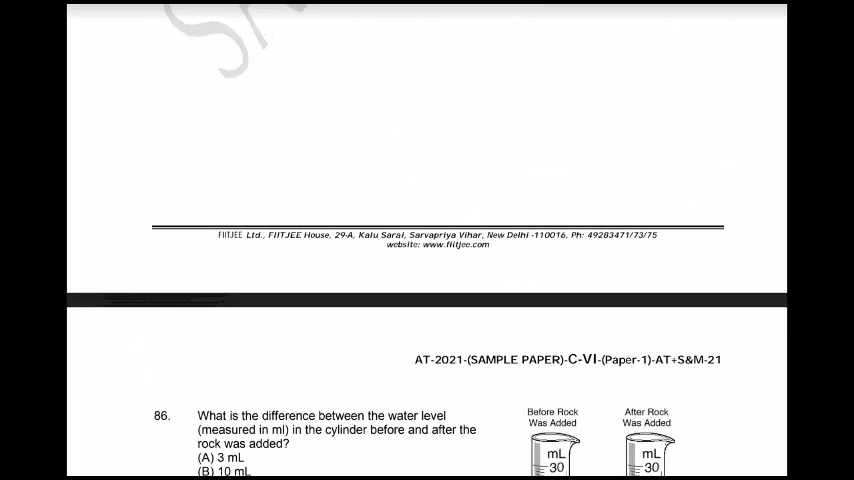 FIITJEE Ltd., FIITJEE House, 29-A, Kalu Sarai, Sarvapriya Vihar, New Delhi -110016, Ph: 49283471/73/75
website: www.fiitjee.com
AT-2021-(SAMPLE PAPER)-C-VI-(Paper-1)-AT+S&M-21
86. What is the difference between the water level
(measured in ml) in the cylinder before and after the
rock was added?
(A) 3 mL
(B) 10 mL
Before Rock
Was Added
mL
30
After Rock
Was Added
mL
30